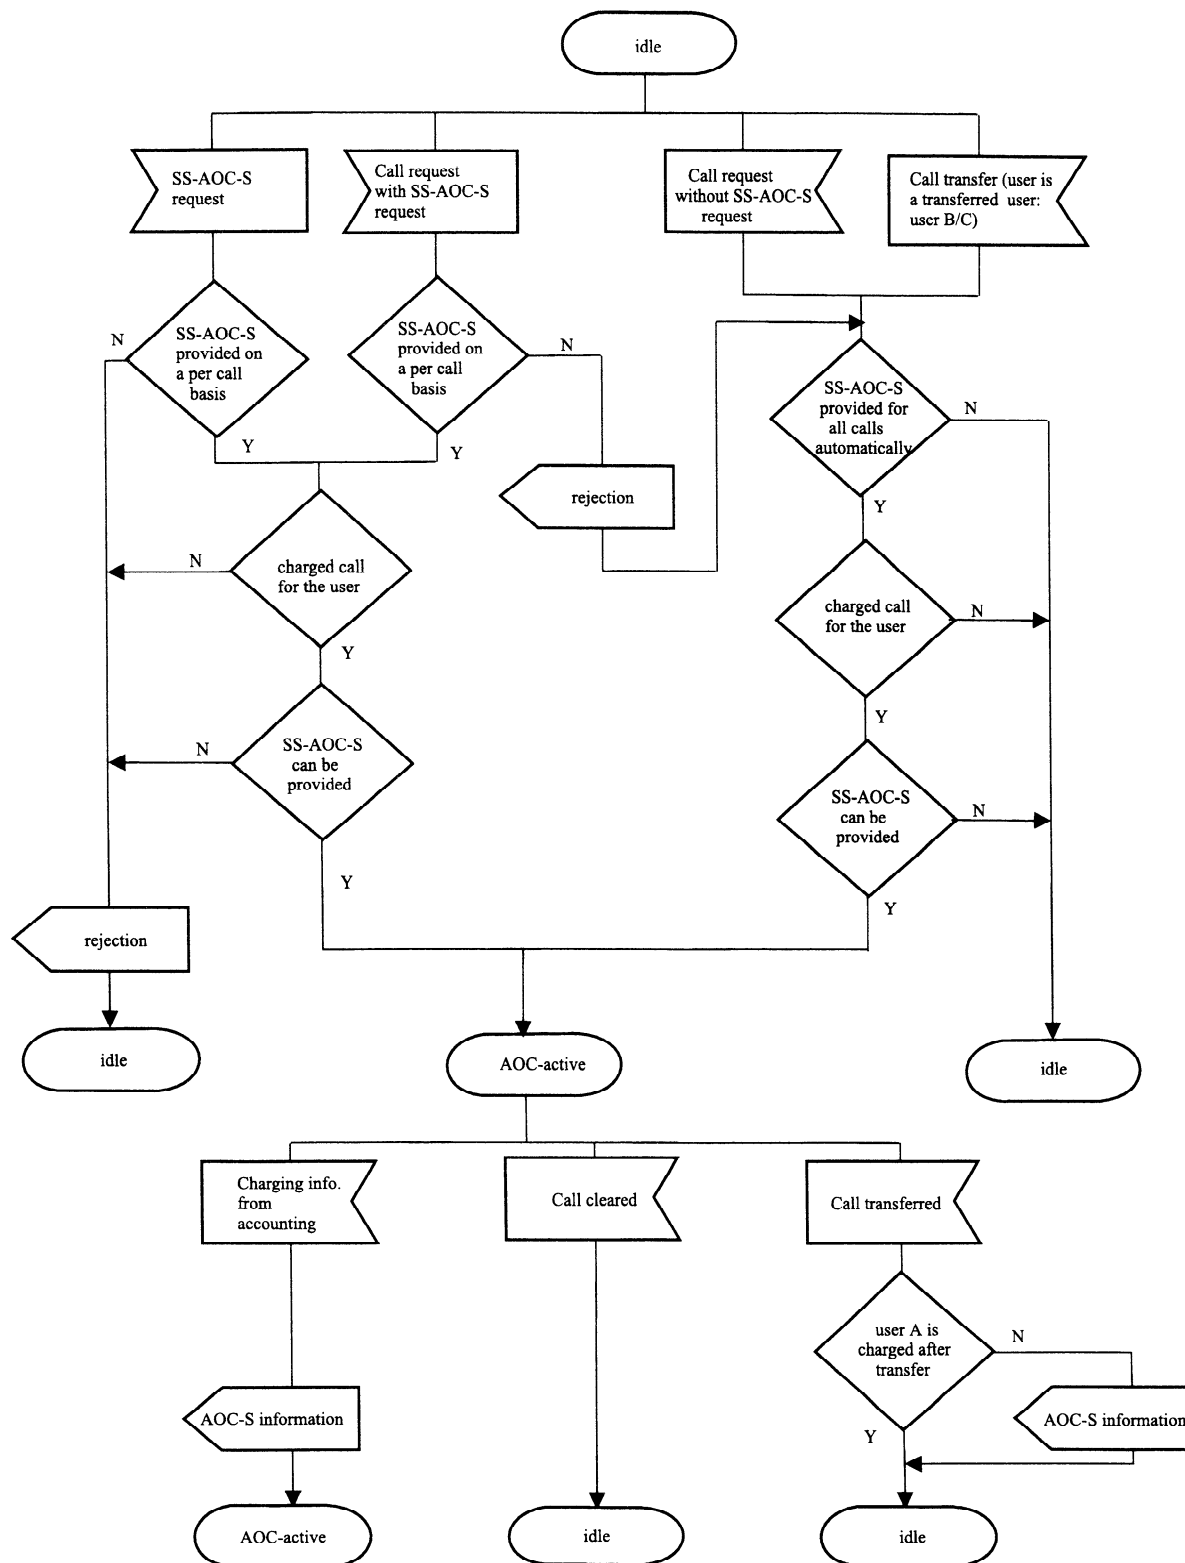 idle
SS-AOC-S
request
Call request
with SS-AOC-S
request
Call request
without SS-AOC-S
request
Call transfer (user is
a transferred user:
user B/C)
N
SS-AOC-S
provided on
a per call
basis
Y
SS-AOC-S
provided on
a per call
basis
N
Y
rejection
SS-AOC-S
provided for
all calls
automatically
N
Y
N
charged call
for the user
Y
charged call
for the user
N
Y
N
SS-AOC-S
can be
provided
Y
SS-AOC-S
can be
provided
N
Y
rejection
idle
AOC-active
idle
Charging info.
from
accounting
Call cleared
Call transferred
user A is
charged after
transfer
N
Y
AOC-S information
AOC-S information
AOC-active
idle
idle